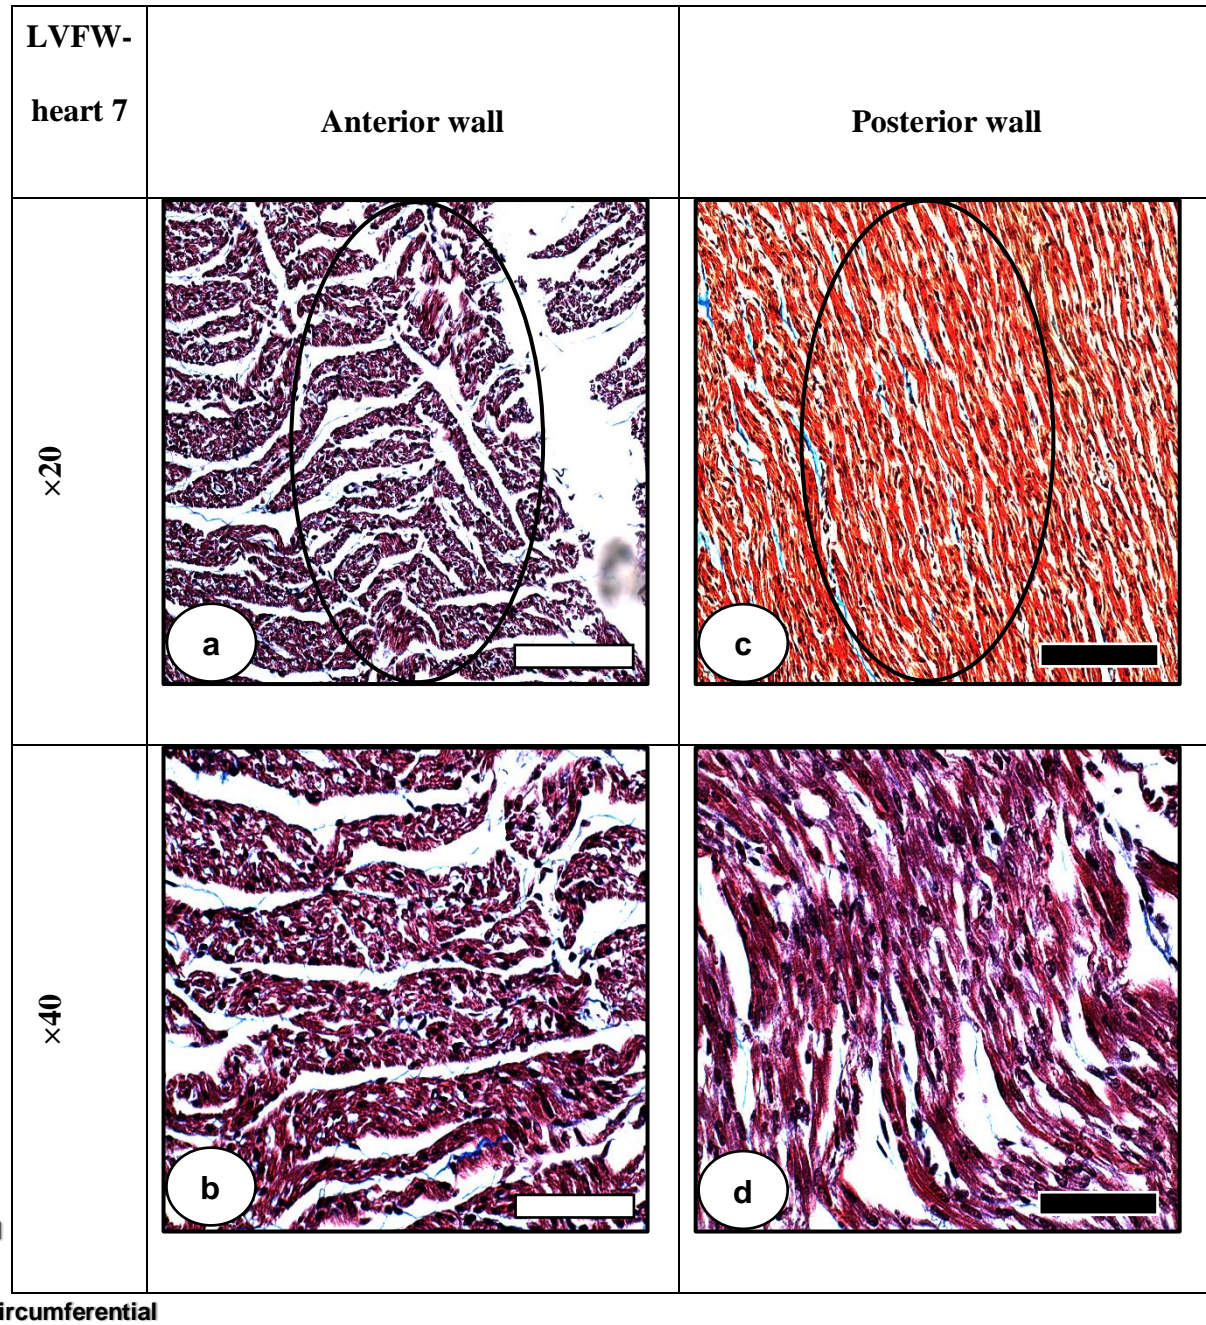 LVFW-
heart 7
Anterior wall
Posterior wall
×20
a
c
×40
b
d
ircumferential